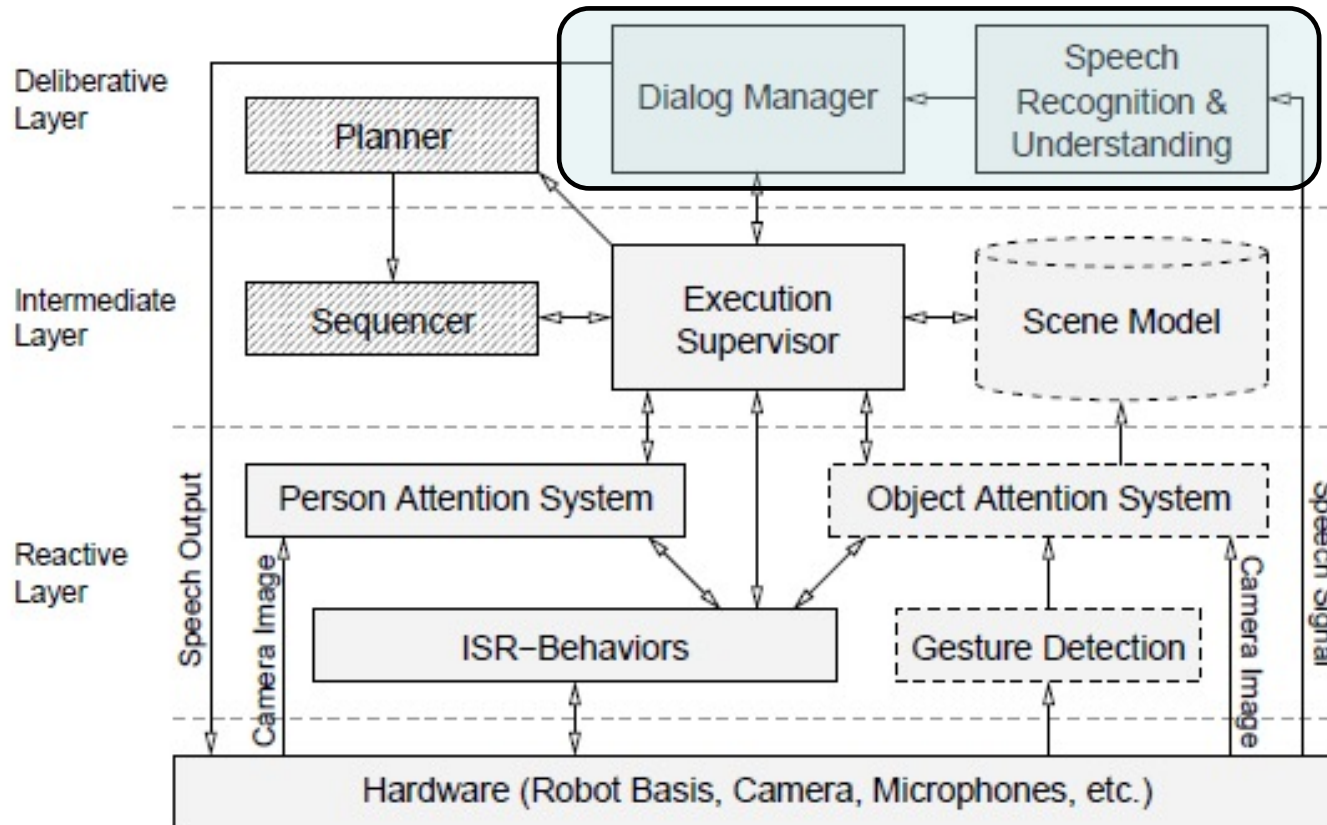 Deliberative
Layer
Planner
Dialog Manager
Speech
Recognition &
Understanding
Intermediate
Layer
Sequencer
Execution
Supervisor
Scene Model
Reactive
Layer
Speech Output
Camera Image
Person Attention System
Object Attention System
ISR−Behaviors
Gesture Detection
Camera Image
Speech Signal
Hardware (Robot Basis, Camera, Microphones, etc.)